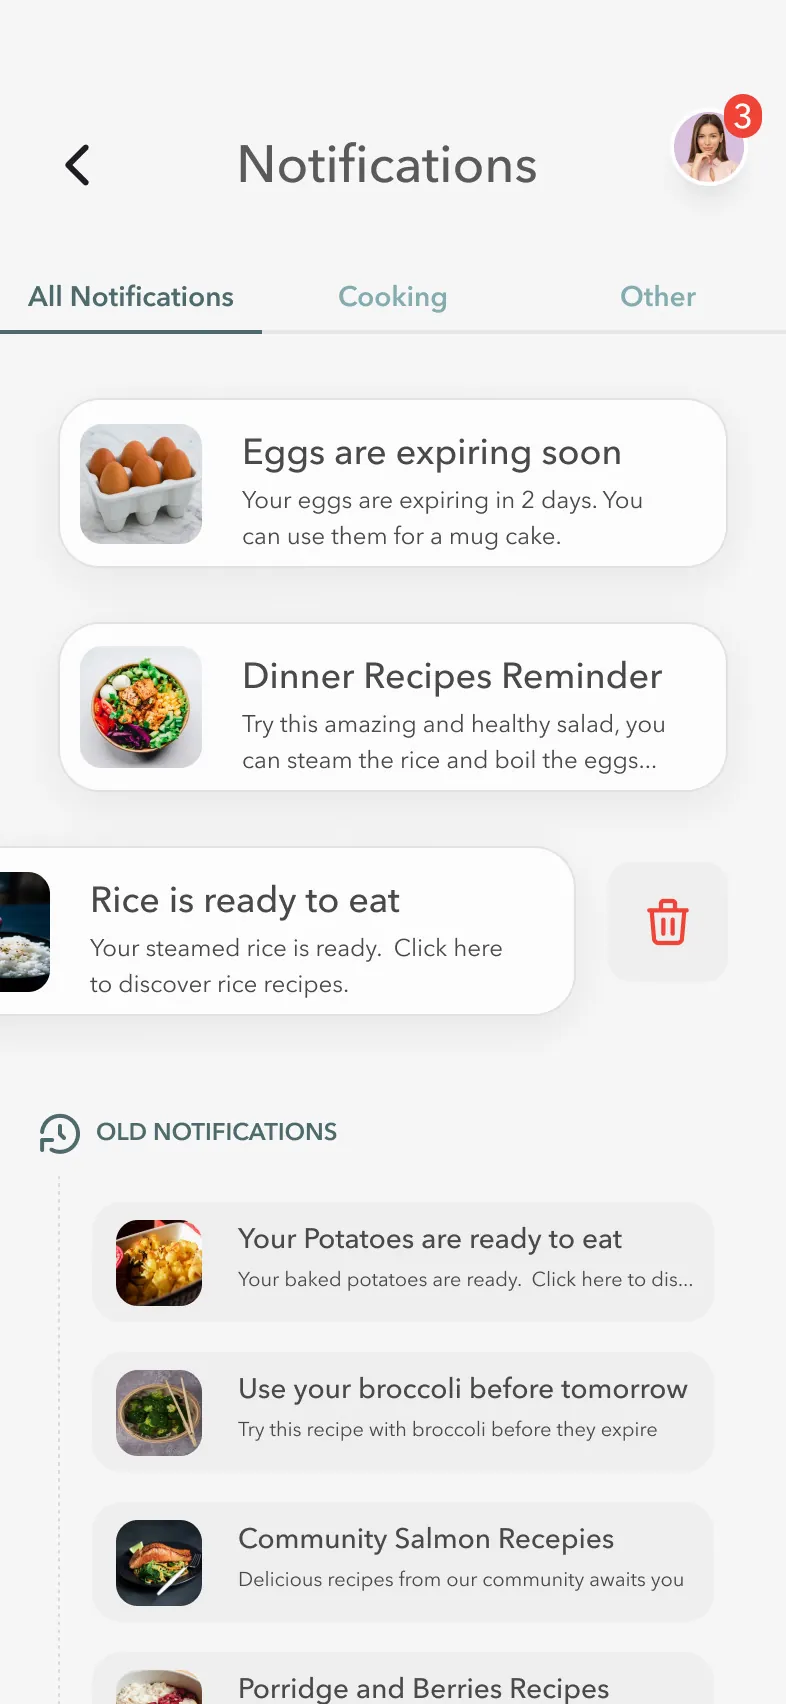 3
Notifications
All Notifications
Cooking
Other
Eggs are expiring soon
Your eggs are expiring in 2 days. You
can use them for a mug cake.
Dinner Recipes Reminder
Try this amazing and healthy salad, you
can steam the rice and boil the eggs...
Rice is ready to eat
Your steamed rice is ready.  Click here
to discover rice recipes.
OLD NOTIFICATIONS
Your Potatoes are ready to eat
Your baked potatoes are ready.  Click here to dis...
Use your broccoli before tomorrow
Try this recipe with broccoli before they expire
Community Salmon Recepies
Delicious recipes from our community awaits you
Porridge and Berries Recipes